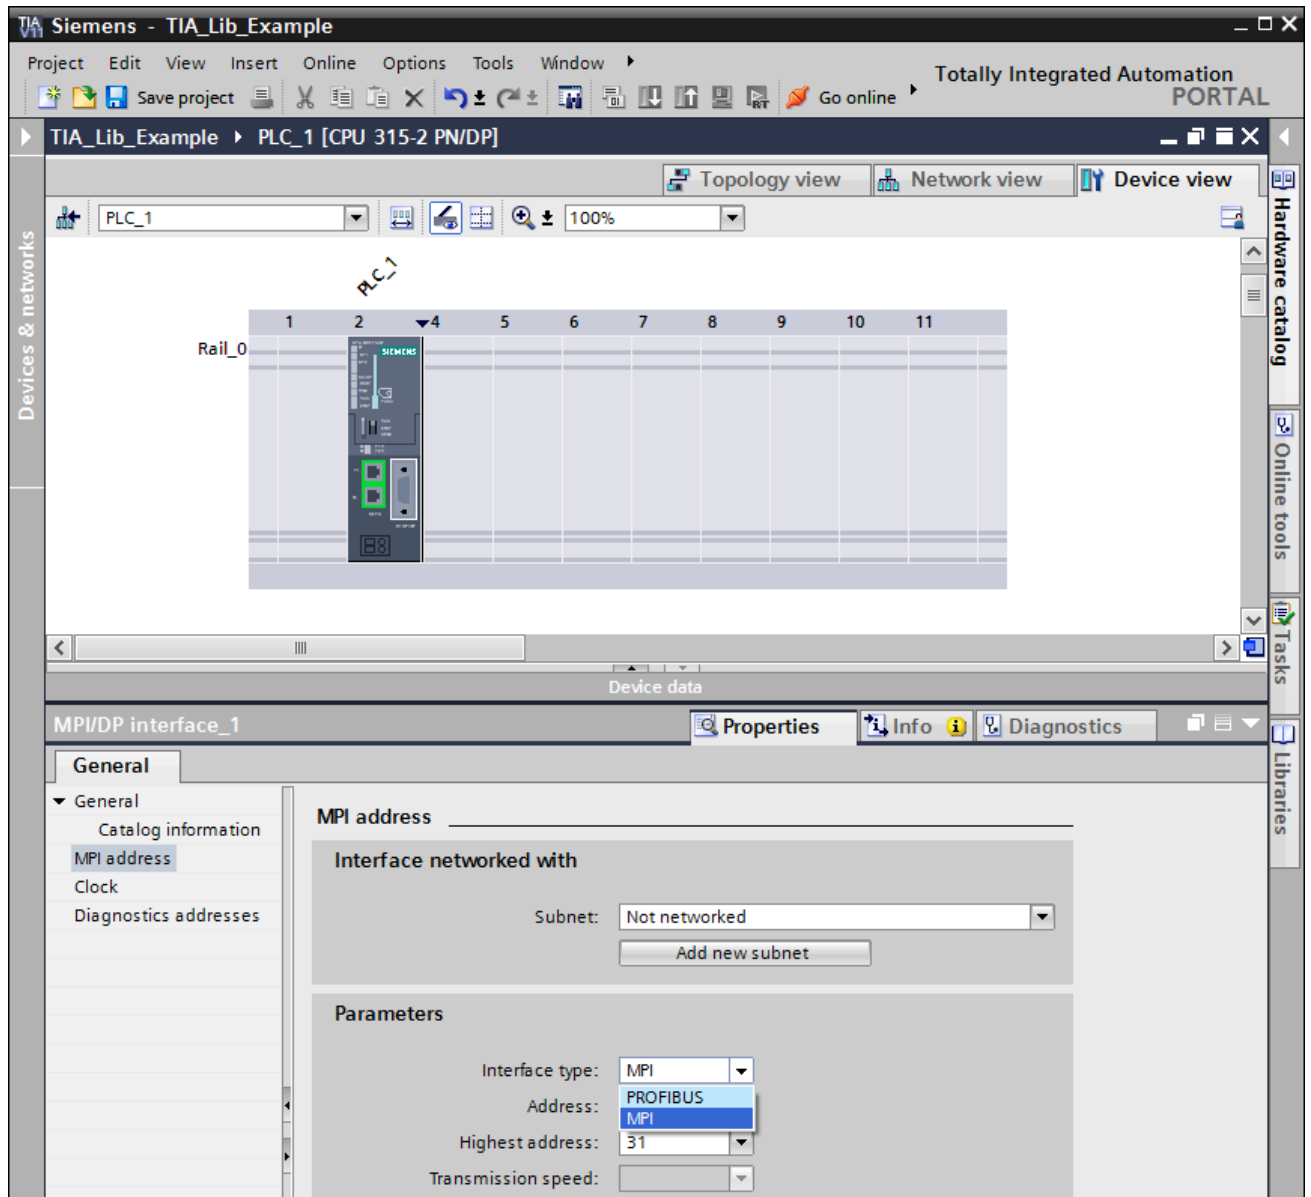 TIA V11 Siemens - TIA_Lib_Example
Project Edit View Insert Online Options Tools Window
Totally Integrated Automation
PORTAL
Save project Go online
TIA_Lib_Example PLC_1 [CPU 315-2 PN/DP]
Topology view Network view Device view
PLC_1 100%
Devices & networks
PLC_1
1 2 4 5 6 7 8 9 10 11
Rail_0
SIEMENS
Hardware catalog
Online tools
Tasks
Libraries
Device data
MPI/DP interface_1 Properties Info Diagnostics
General
General
Catalog information
MPI address
Clock
Diagnostics addresses
MPI address
Interface networked with
Subnet: Not networked
Add new subnet
Parameters
Interface type: MPI
PROFIBUS
Address:
MPI
Highest address: 31
Transmission speed: